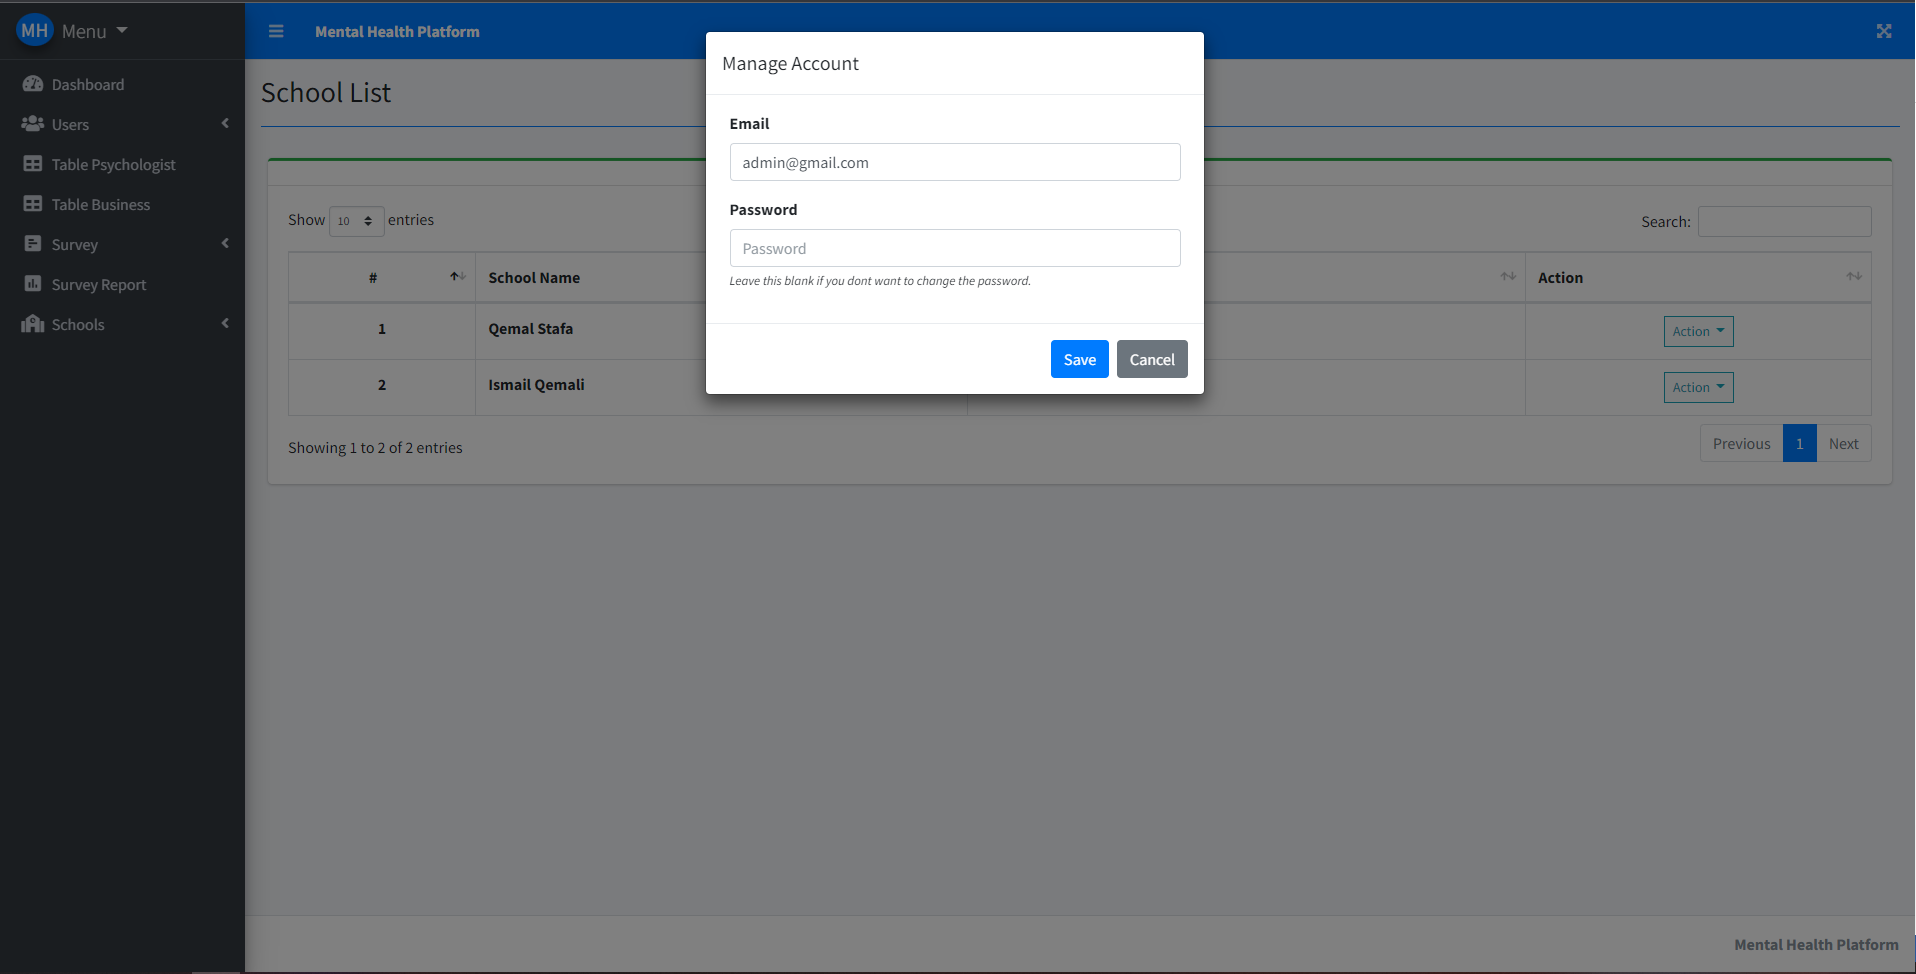 MH Menu
Mental Health Platform
Dashboard
Users
Table Psychologist
Table Business
Survey
Survey Report
Schools
School List
Show 10 entries
Search:
# School Name Action
1 Qemal Stafa Action
2 Ismail Qemali Action
Showing 1 to 2 of 2 entries
Previous 1 Next
Manage Account
Email
admin@gmail.com
Password
Password
Leave this blank if you dont want to change the password.
Save Cancel
Mental Health Platform